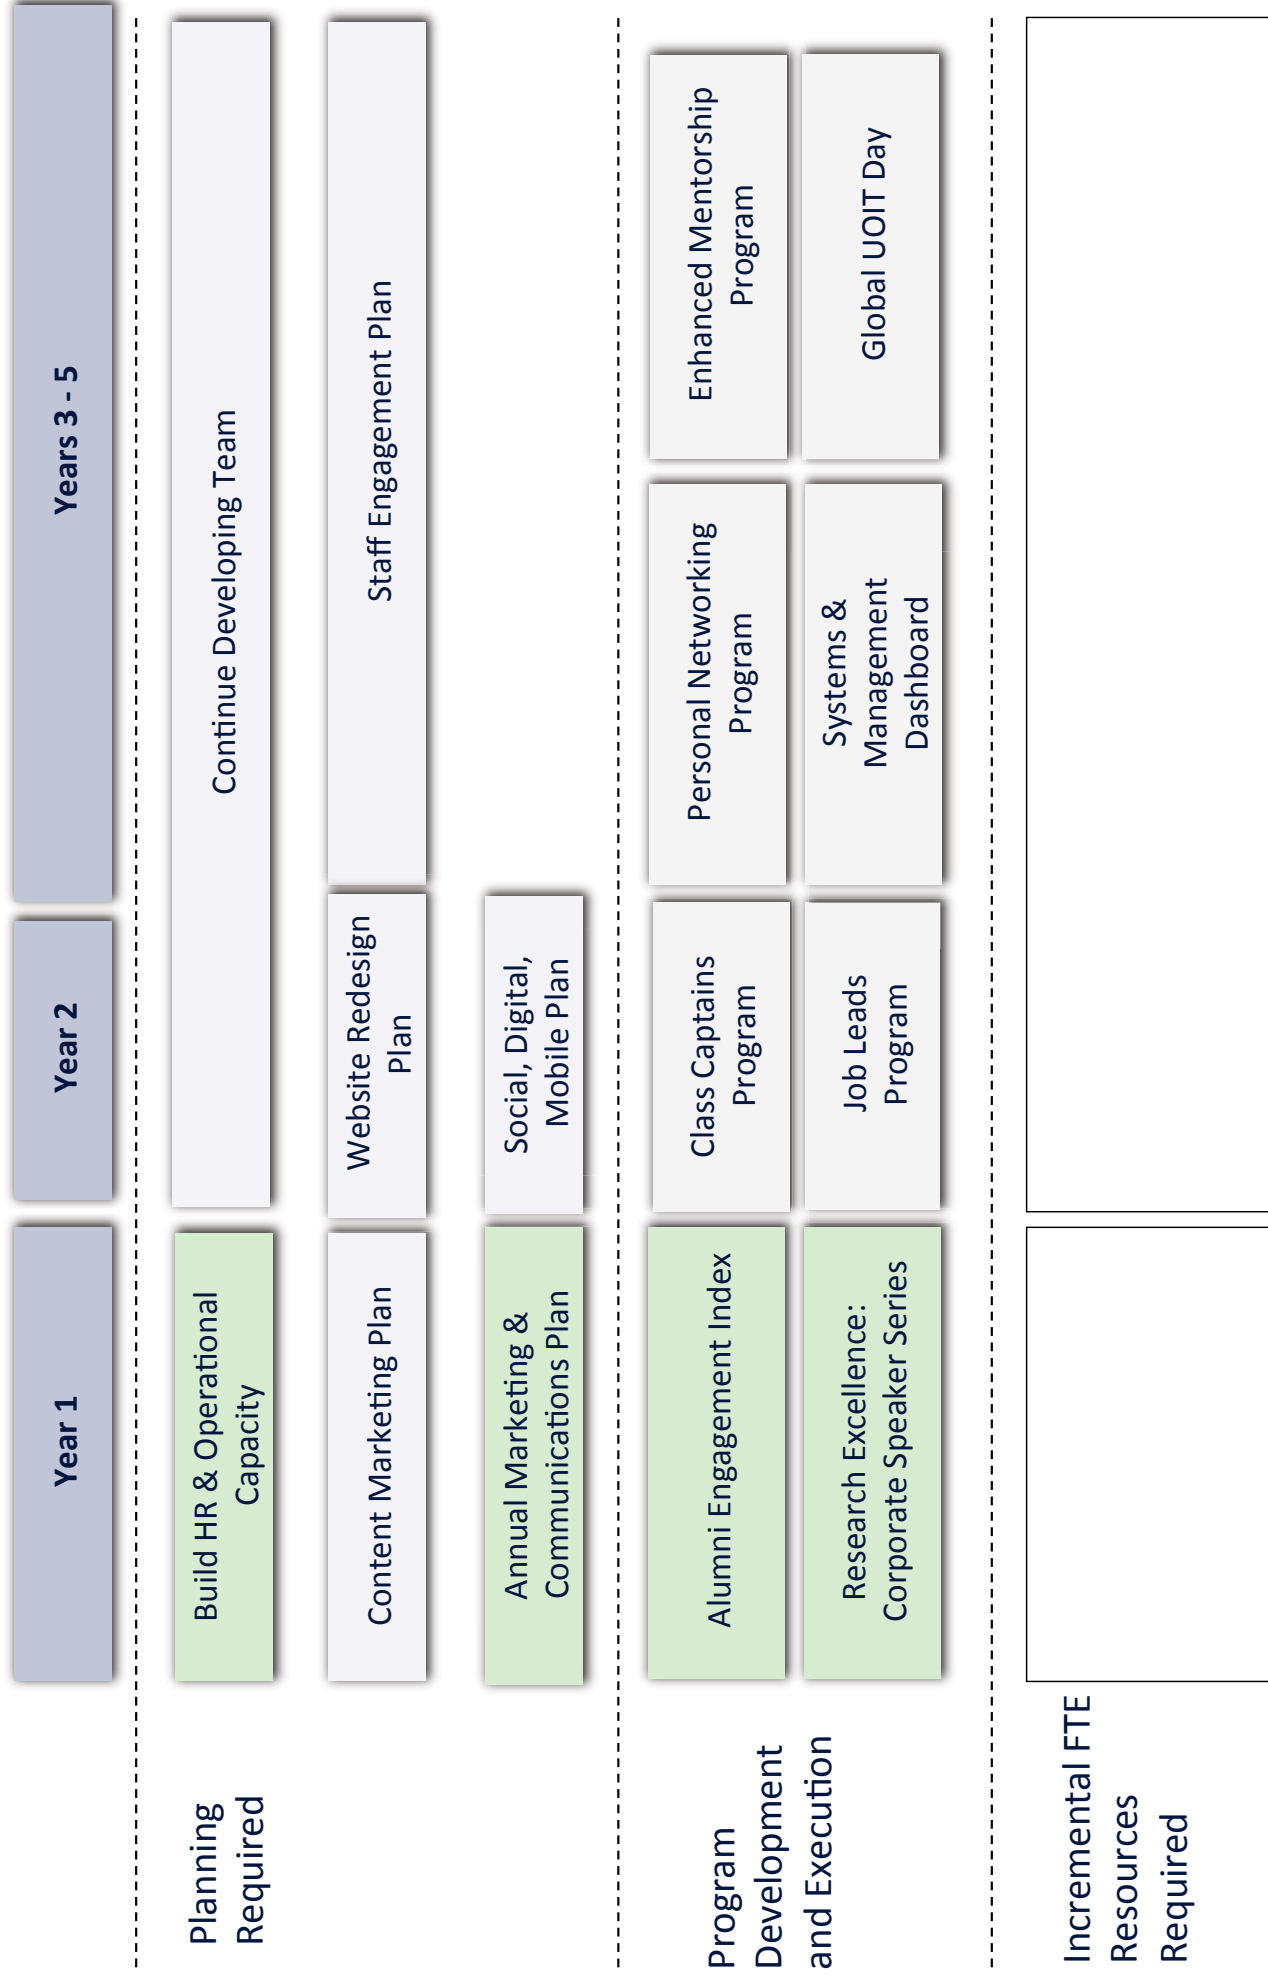 Year 1
Year 2
Years 3 - 5
Planning
Required
Build HR & Operational
Capacity
Continue Developing Team
Content Marketing Plan
Website Redesign
Plan
Staff Engagement Plan
Annual Marketing &
Communications Plan
Social, Digital,
Mobile Plan
Program
Development
and Execution
Alumni Engagement Index
Class Captains
Program
Personal Networking
Program
Enhanced Mentorship
Program
Research Excellence:
Corporate Speaker Series
Job Leads
Program
Systems &
Management
Dashboard
Global UOIT Day
Incremental FTE
Resources
Required